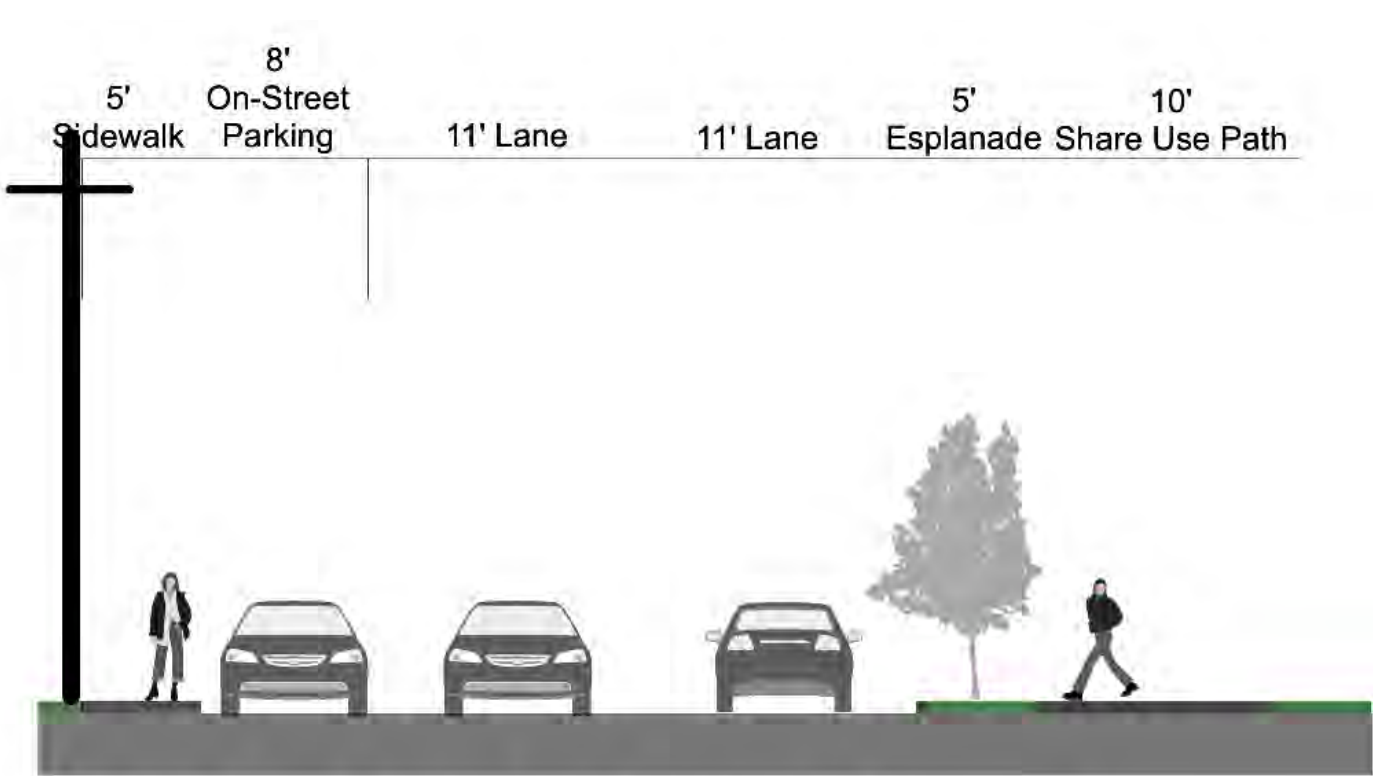 5'
Sidewalk
8'
On-Street
Parking
11' Lane
11' Lane
5'
Esplanade
10'
Share Use Path